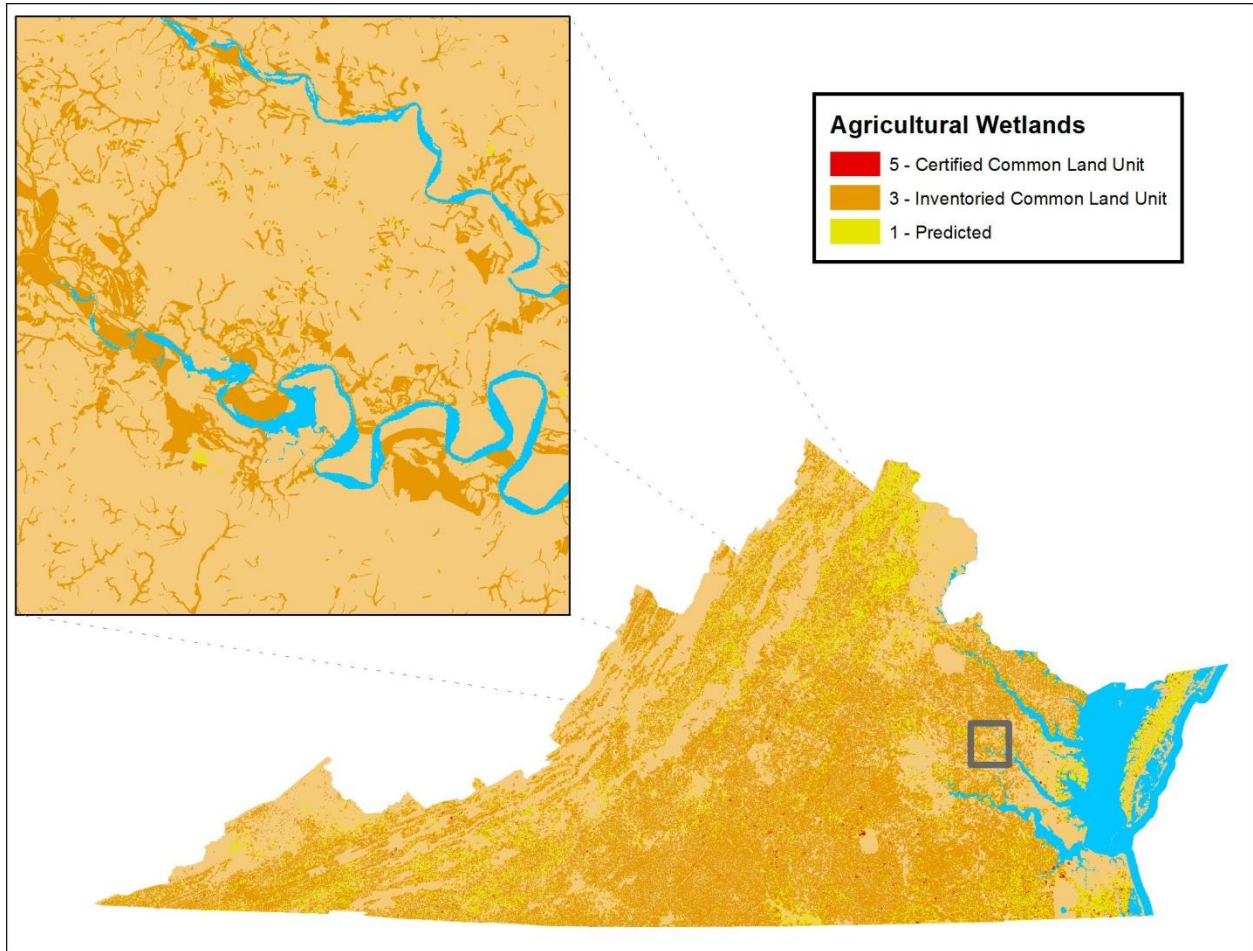 Agricultural Wetlands
5 - Certified Common Land Unit
3 - Inventoried Common Land Unit
1 - Predicted